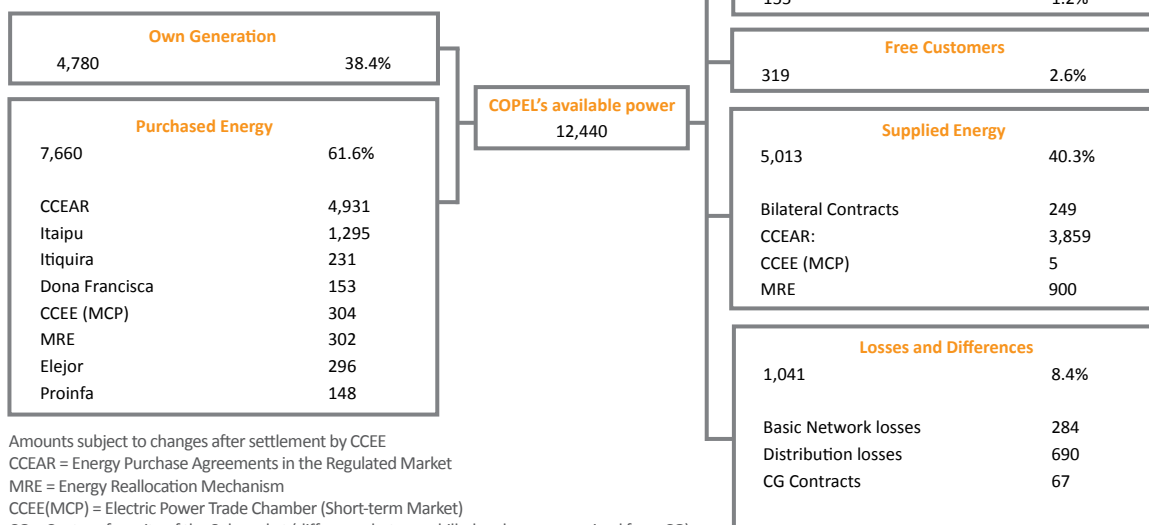 Own Generation
4,780 38.4%
Purchased Energy
7,660 61.6%
CCEAR 4,931
Itaipu 1,295
Itiquira 231
Dona Francisca 153
CCEE (MCP) 304
MRE 302
Elejor 296
Proinfa 148
COPEL's available power
12,440
Free Customers
319 2.6%
Supplied Energy
5,013 40.3%
Bilateral Contracts 249
CCEAR: 3,859
CCEE (MCP) 5
MRE 900
Losses and Differences
1,041 8.4%
Basic Network losses 284
Distribution losses 690
CG Contracts 67
Amounts subject to changes after settlement by CCEE
CCEAR = Energy Purchase Agreements in the Regulated Market
MRE = Energy Reallocation Mechanism
CCEE(MCP) = Electric Power Trade Chamber (Short-term Market)